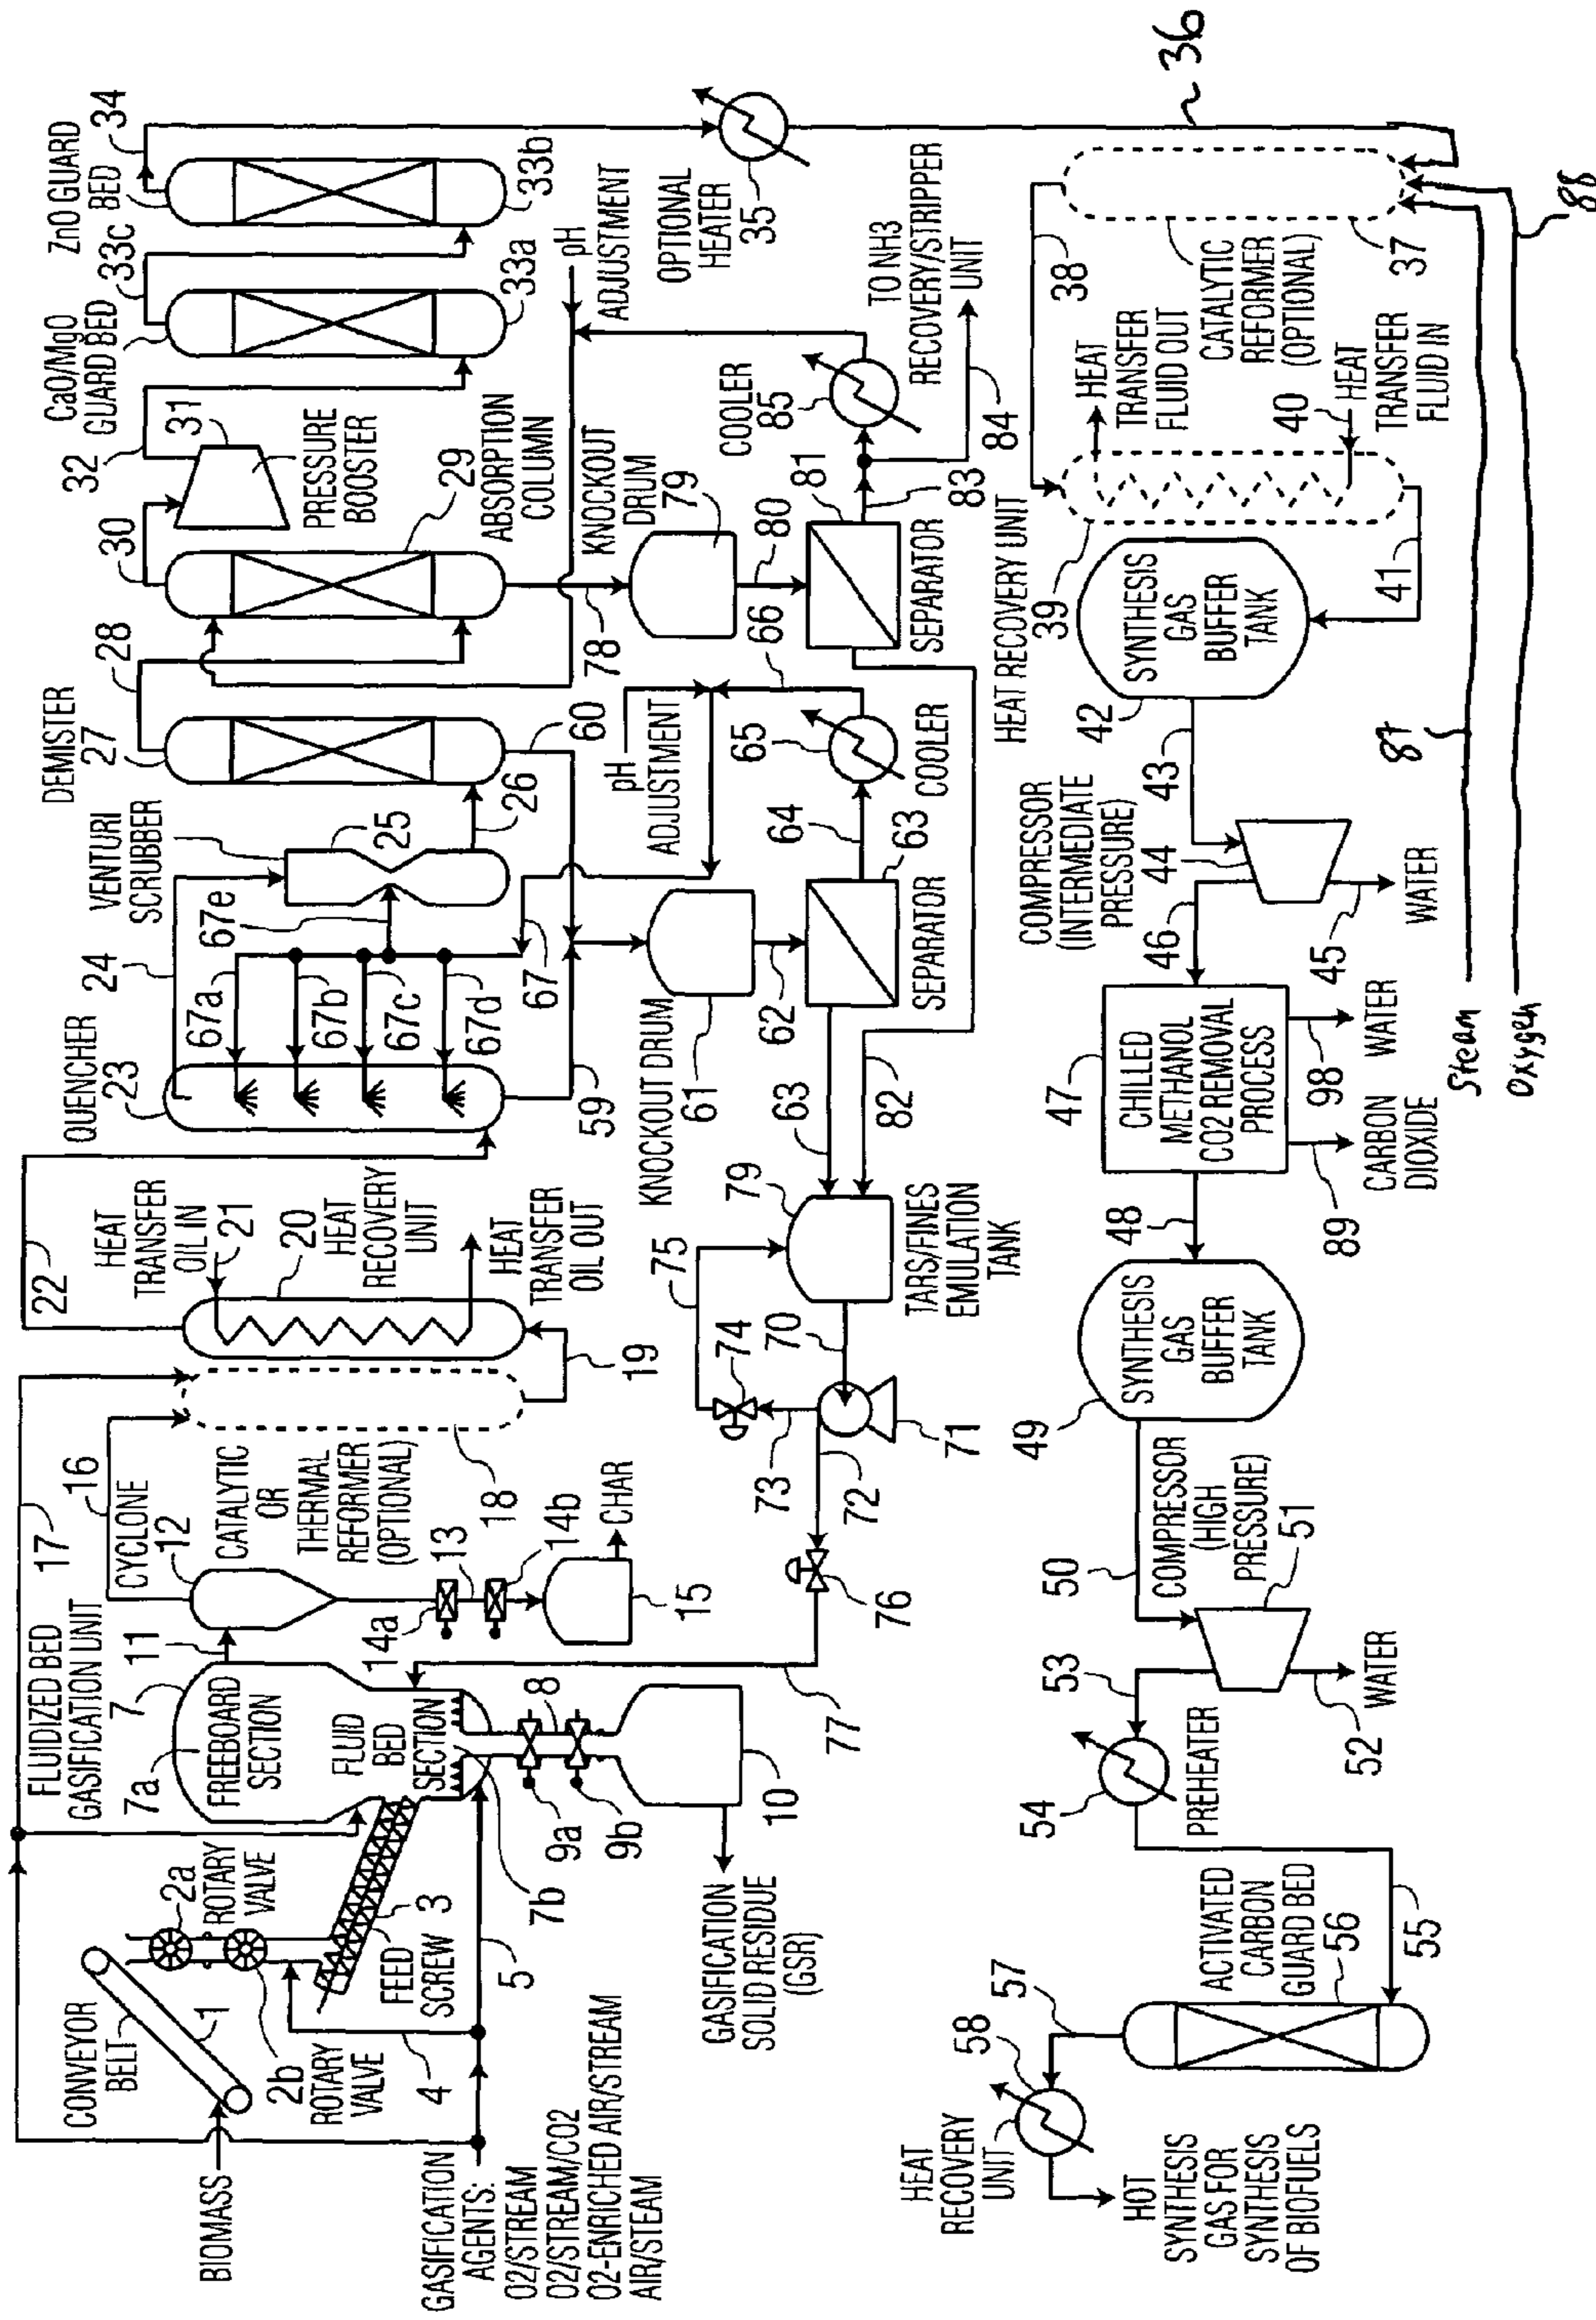 BIOMASS
CONVEYOR
BELT
1
2a
ROTARY
VALVE
2b
ROTARY
VALVE
FEED
SCREW
3
4
5
GASIFICATION
AGENTS:
O2/STREAM
O2/STREAM/CO2
O2-ENRICHED AIR/STREAM
AIR/STEAM
FLUIDIZED BED
GASIFICATION UNIT
7
7a
FREEBOARD
SECTION
FLUID
BED
SECTION
7b
8
9a
9b
10
GASIFICATION
SOLID RESIDUE
(GSR)
11
CYCLONE
12
13
14a
14b
15
CHAR
16
17
CATALYTIC
OR
THERMAL
REFORMER
(OPTIONAL)
18
19
HEAT
TRANSFER
OIL IN
21
20
HEAT
RECOVERY
UNIT
HEAT
TRANSFER
OIL OUT
22
QUENCHER
23
24
67a
67b
67c
67d
67e
67
VENTURI
SCRUBBER
25
26
DEMISTER
27
28
59
60
KNOCKOUT DRUM
61
62
SEPARATOR
63
64
65
COOLER
66
pH
ADJUSTMENT
63
82
79
TARS/FINES
EMULATION
TANK
70
71
72
73
74
75
76
77
29
ABSORPTION
COLUMN
30
31
PRESSURE
BOOSTER
32
CaO/MgO
GUARD BED
33a
33c
ZnO GUARD
BED
33b
34
OPTIONAL
HEATER
35
pH
ADJUSTMENT
78
KNOCKOUT
DRUM
79
80
81
SEPARATOR
83
COOLER
85
84
TO NH3
RECOVERY/STRIPPER
UNIT
36
CATALYTIC
REFORMER
(OPTIONAL)
37
38
HEAT
TRANSFER
FLUID OUT
40
HEAT
TRANSFER
FLUID IN
HEAT RECOVERY UNIT
39
41
SYNTHESIS
GAS
BUFFER
TANK
42
43
COMPRESSOR
(INTERMEDIATE
PRESSURE)
44
45
WATER
46
47
CHILLED
METHANOL
CO2 REMOVAL
PROCESS
98
WATER
89
CARBON
DIOXIDE
48
SYNTHESIS
GAS
BUFFER
TANK
49
50
COMPRESSOR
(HIGH
PRESSURE)
51
52
WATER
53
54
PREHEATER
55
ACTIVATED
CARBON
GUARD BED
56
57
58
HEAT
RECOVERY
UNIT
HOT
SYNTHESIS
GAS FOR
SYNTHESIS
OF BIOFUELS
Steam
87
Oxygen
88